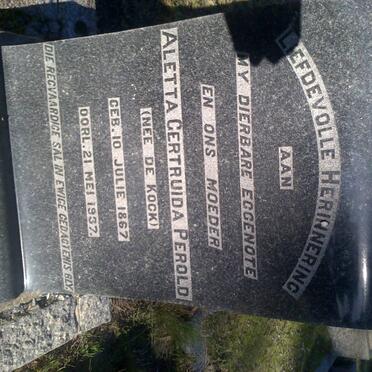 LIEFDEVOLLE HERINNERING
AAN
MY DIERBARE EGGENOTE
EN ONS MOEDER
ALETTA GERTRUIDA PEROLD
(NEE DE KOCK)
GEB. 10 JULIE 1867
OORL. 21 MEI 1937.
DIE REGVAARDIGE SAL IN EWIGE GEDAGTENIS BLY